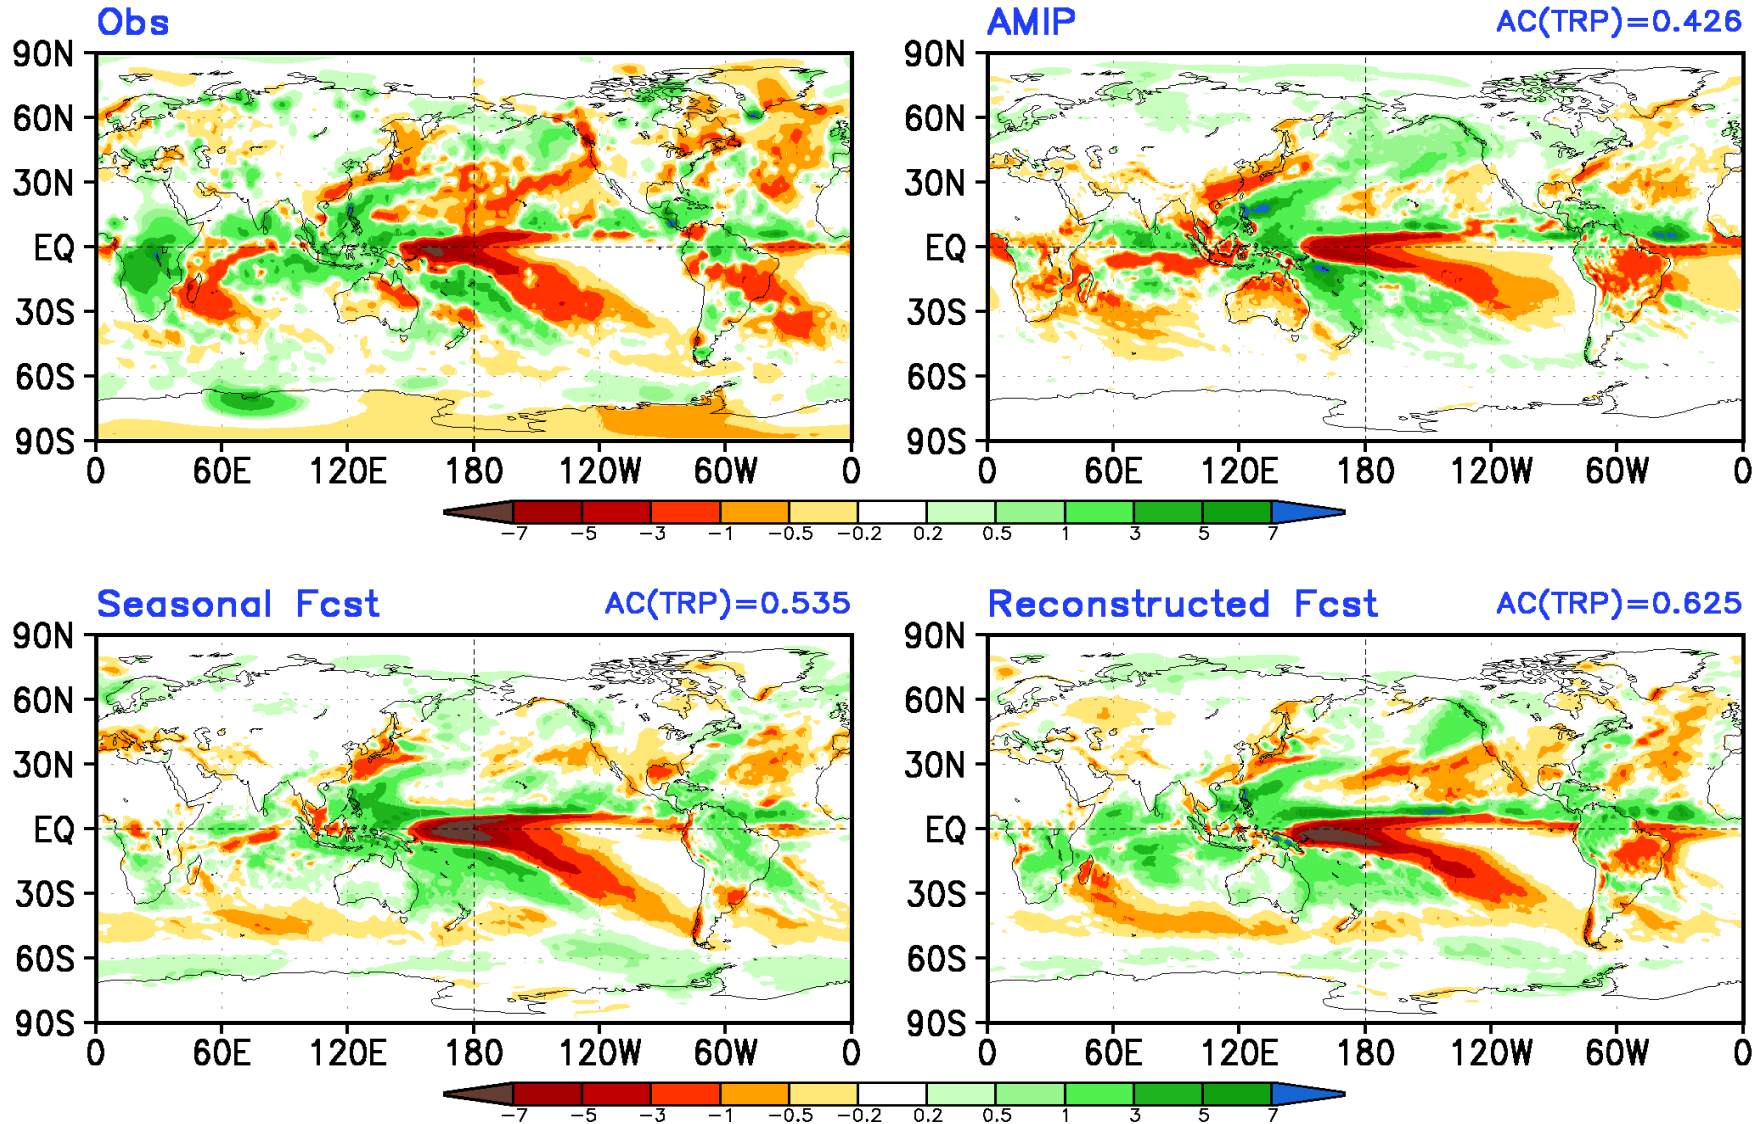 Obs
AMIP AC(TRP)=0.426
90N 90N
60N 60N
30N 30N
EQ EQ
30S 30S
60S 60S
90S 90S
0 60E 120E 180 120W 60W 0 0 60E 120E 180 120W 60W 0
-7 -5 -3 -1 -0.5 -0.2 0.2 0.5 1 3 5 7
Seasonal Fcst AC(TRP)=0.535
Reconstructed Fcst AC(TRP)=0.625
90N 90N
60N 60N
30N 30N
EQ EQ
30S 30S
60S 60S
90S 90S
0 60E 120E 180 120W 60W 0 0 60E 120E 180 120W 60W 0
-7 -5 -3 -1 -0.5 -0.2 0.2 0.5 1 3 5 7